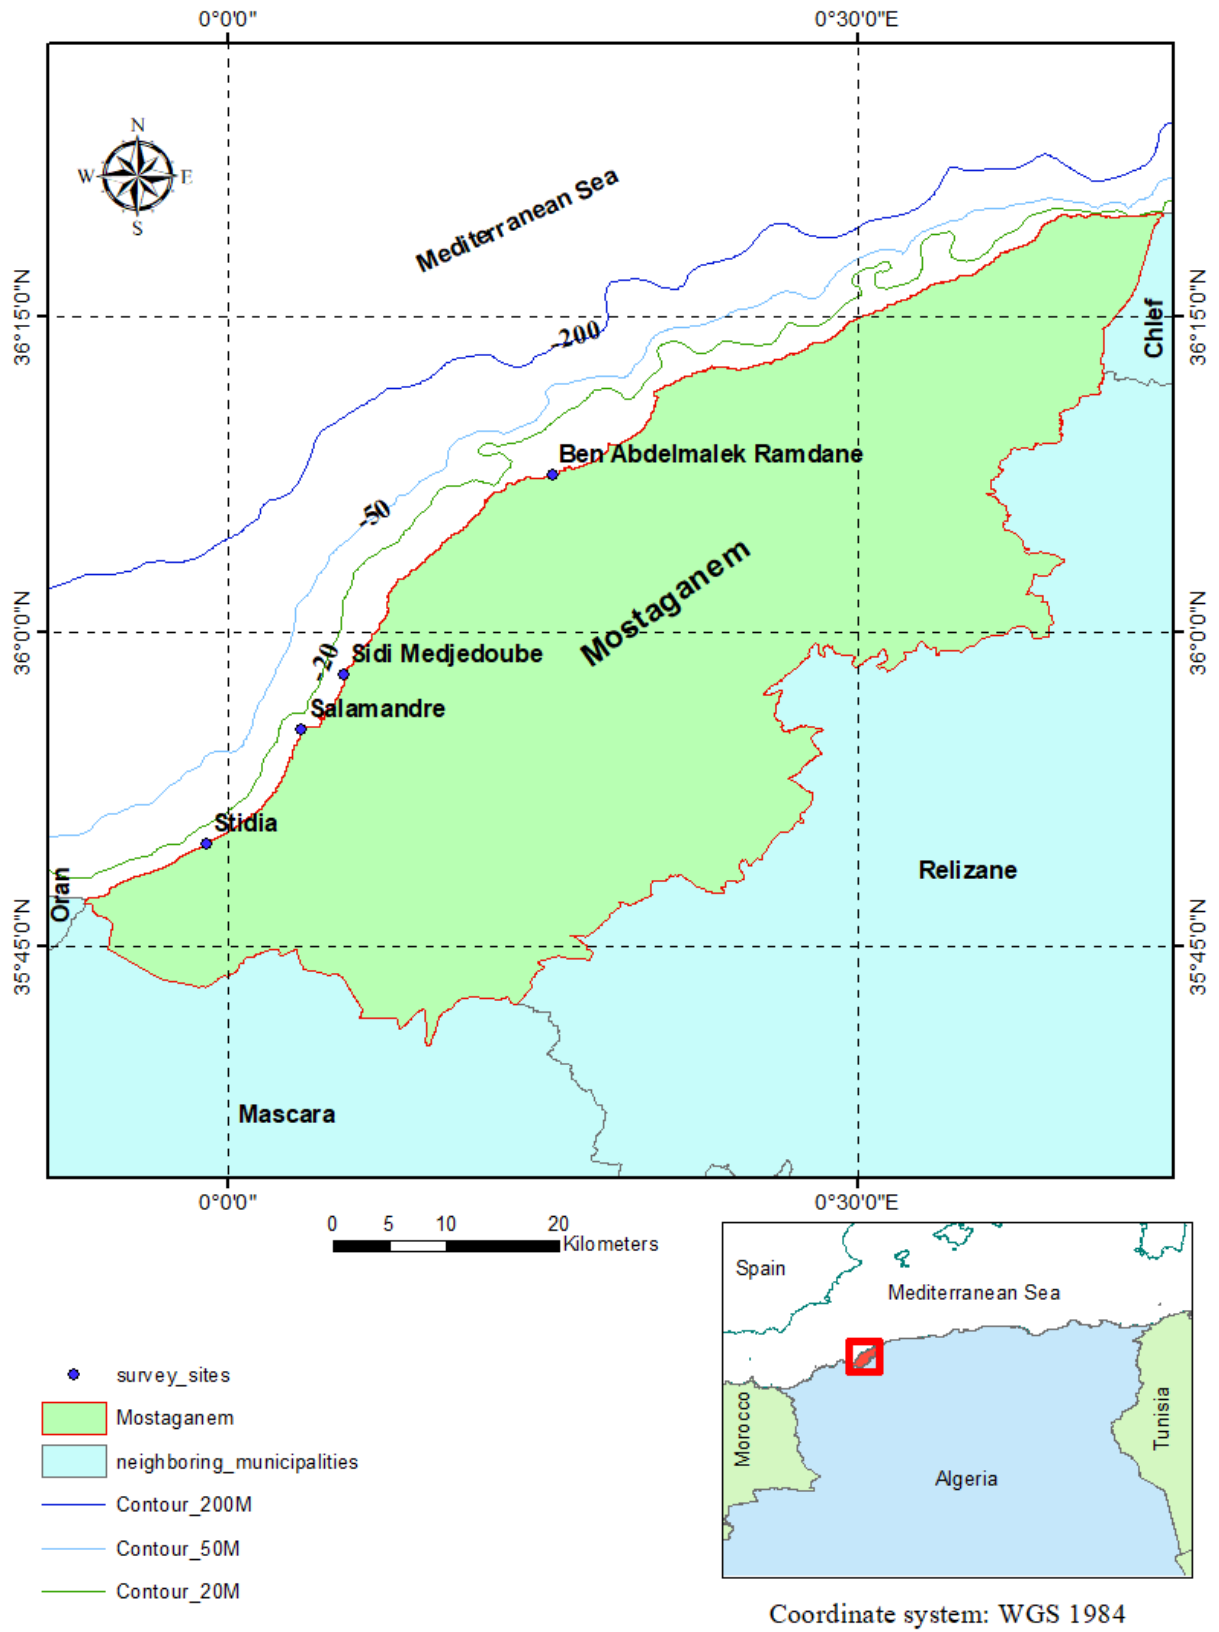 0°0'0"
0°30'0"E
N
W
E
S
Mediterranean Sea
36°15'0"N
36°15'0"N
-200
Chlef
Ben Abdelmalek Ramdane
-50
Mostaganem
36°0'0"N
36°0'0"N
-20
Sidi Medjedoube
Salamandre
Stidia
Oran
Relizane
35°45'0"N
35°45'0"N
Mascara
0°0'0"
0°30'0"E
0 5 10 20
Kilometers
Spain
Mediterranean Sea
Morocco
Tunisia
Algeria
survey_sites
Mostaganem
neighboring_municipalities
Contour_200M
Contour_50M
Contour_20M
Coordinate system: WGS 1984